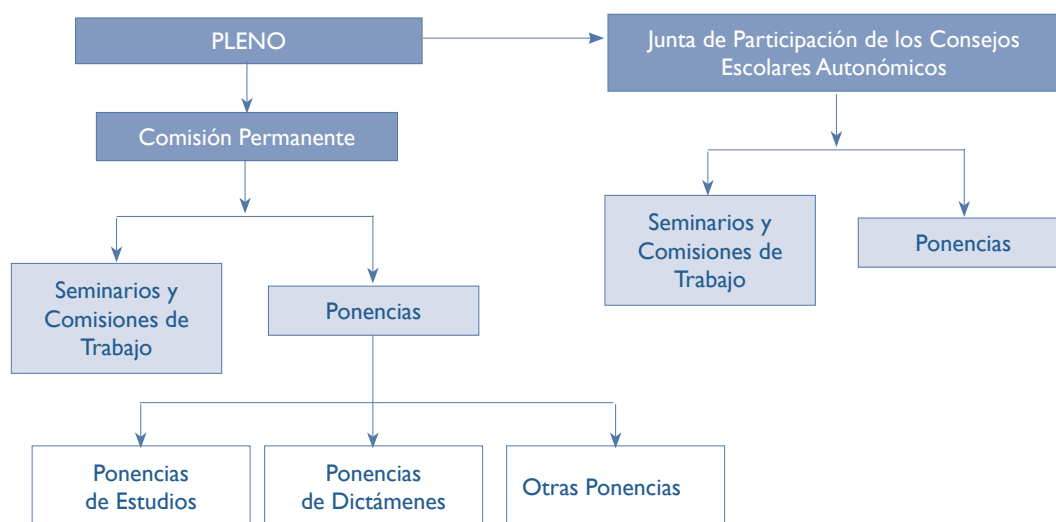 PLENO
Junta de Participación de los Consejos
Escolares Autonómicos
Comisión Permanente
Seminarios y
Comisiones de
Trabajo
Ponencias
Seminarios y
Comisiones de
Trabajo
Ponencias
Ponencias
de Estudios
Ponencias
de Dictámenes
Otras Ponencias